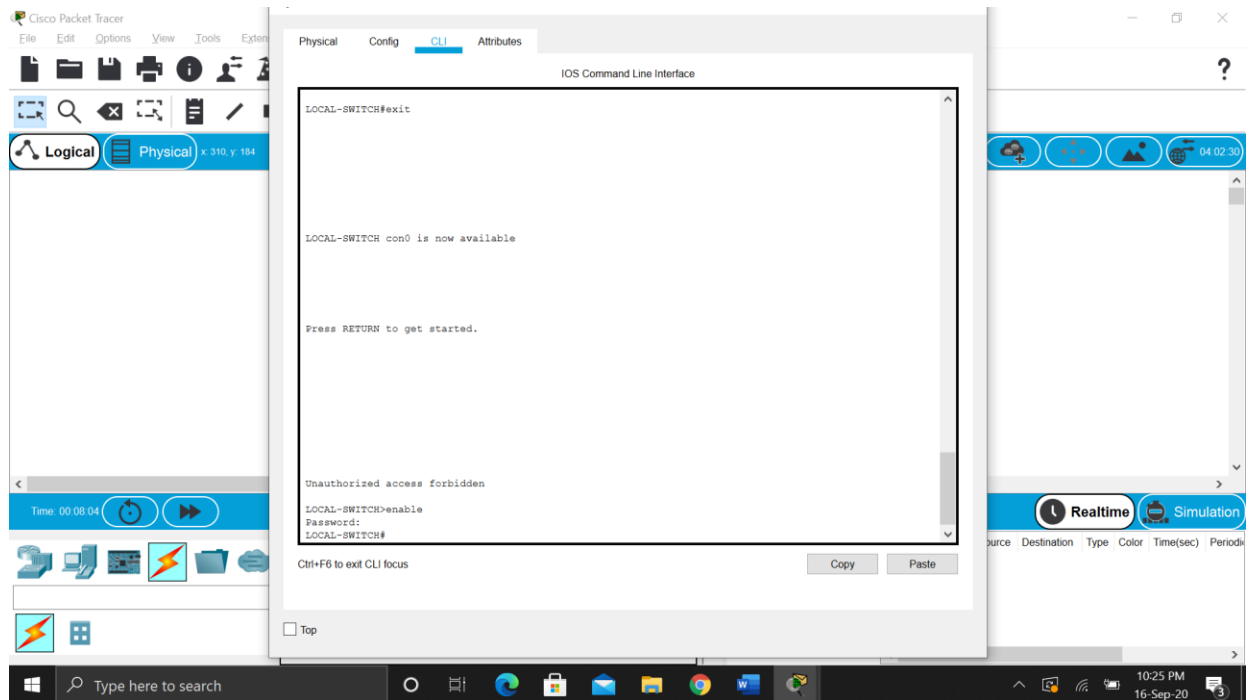 Cisco Packet Tracer
File Edit Options View Tools Exten
Physical Config CLI Attributes
IOS Command Line Interface
?
Logical
Physical x: 310, y: 184
04:02:30
LOCAL-SWITCH#exit
LOCAL-SWITCH con0 is now available
Press RETURN to get started.
Unauthorized access forbidden
LOCAL-SWITCH>enable
Password:
LOCAL-SWITCH#
Time: 00:08:04
Realtime
Simulation
ource Destination Type Color Time(sec) Periodi
Ctrl+F6 to exit CLI focus
Copy
Paste
Top
Type here to search
10:25 PM
16-Sep-20
3